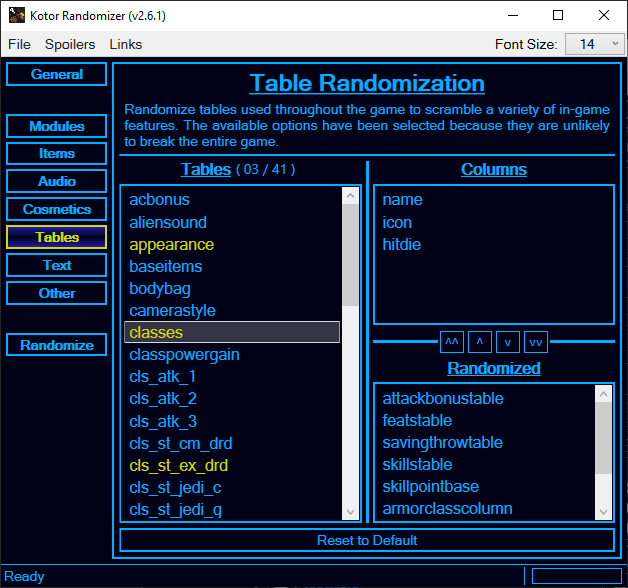 Kotor Randomizer (v2.6.1)
File Spoilers Links Font Size: 14
General
Modules
Items
Audio
Cosmetics
Tables
Text
Other
Randomize
Table Randomization
Randomize tables used throughout the game to scramble a variety of in-game
features. The available options have been selected because they are unlikely
to break the entire game.
Tables ( 03 / 41 )
acbonus
aliensound
appearance
baseitems
bodybag
camerastyle
classes
classpowergain
cls_atk_1
cls_atk_2
cls_atk_3
cls_st_cm_drd
cls_st_ex_drd
cls_st_jedi_c
cls_st_jedi_g
Columns
name
icon
hitdie
^^ ^ v vv
Randomized
attackbonustable
featstable
savingthrowtable
skillstable
skillpointbase
armorclasscolumn
Reset to Default
Ready